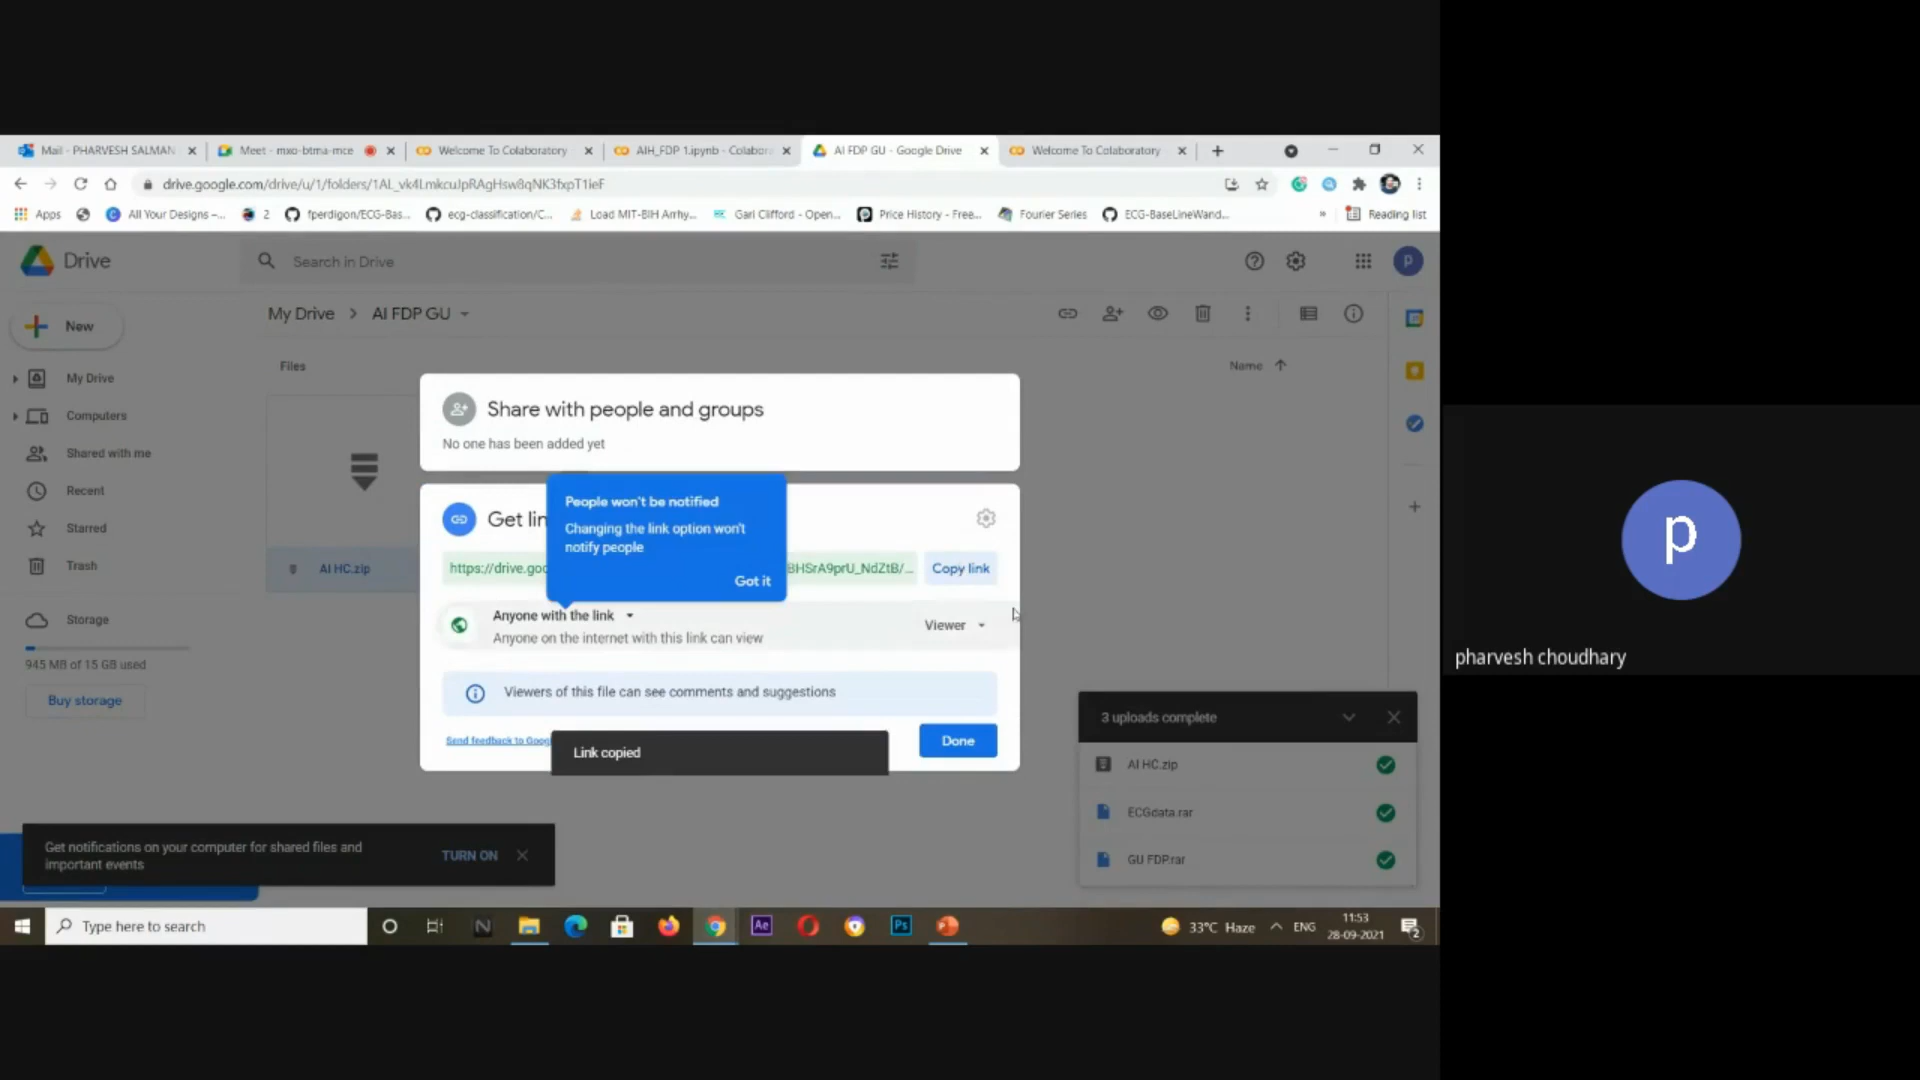 Mail - PHARVESH SALMAN
Meet - mxo-btma-mce
Welcome To Colaboratory
AIH_FDP 1.ipynb - Colabora
AI FDP GU - Google Drive
Welcome To Colaboratory
drive.google.com/drive/u/1/folders/1AL_vk4LmkcuJpRAgHsw8qNK3fxpT1ieF
Apps
All Your Designs –...
2
fperdigon/ECG-Bas...
ecg-classification/C...
Load MIT-BIH Arrhy...
Gari Clifford - Open...
Price History - Free...
Fourier Series
ECG-BaseLineWand...
»
Reading list
Drive
Search in Drive
P
My Drive > AI FDP GU
New
Files
Name
My Drive
Computers
Shared with me
Recent
Starred
Trash
Storage
945 MB of 15 GB used
Buy storage
AI HC.zip
Share with people and groups
No one has been added yet
People won't be notified
Changing the link option won't
notify people
Got it
Get lin
https://drive.goo
BHSrA9prU_NdZtB/...
Copy link
Anyone with the link
Anyone on the internet with this link can view
Viewer
Viewers of this file can see comments and suggestions
Send feedback to Goog
Link copied
Done
3 uploads complete
AI HC.zip
ECGdata.rar
GU FDP.rar
Get notifications on your computer for shared files and
important events
TURN ON
Type here to search
N
Ae
Ps
33°C Haze
ENG
11:53
28-09-2021
2
p
pharvesh choudhary